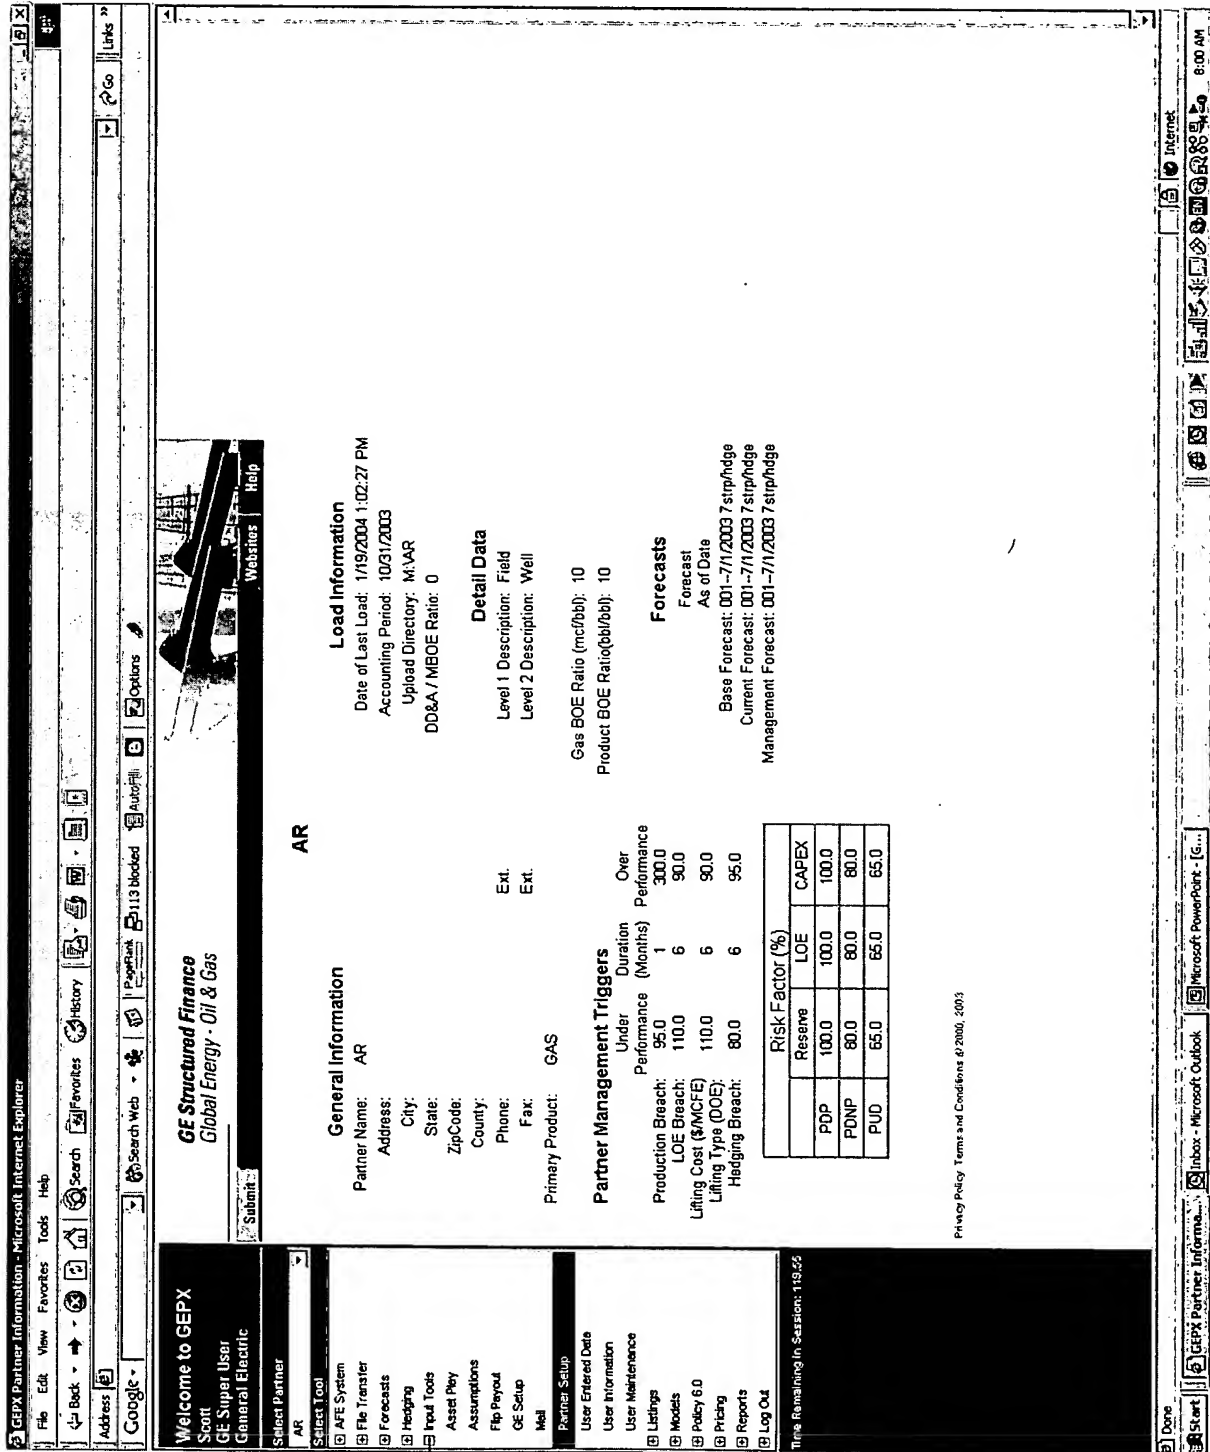 GEPX Partner Information - Microsoft Internet Explorer
File Edit View Favorites Tools Help
Back Search Favorites History
Address Go Links »
Google Search Web PageRank 113 blocked AutoFill Options
Welcome to GEPX
Scott
GE Super User
General Electric
Select Partner
AR
Select Tool
AFE System
File Transfer
Forecasts
Hedging
Input Tools
Asset Play
Assumptions
Flip Payout
GE Setup
Mail
Partner Setup
User Entered Data
User Information
User Maintenance
Listings
Models
Policy 6.0
Pricing
Reports
Log Out
Time Remaining in Session: 119:55
GE Structured Finance
Global Energy - Oil & Gas
Submit Websites Help
AR
General Information
Partner Name: AR
Address:
City:
State:
ZipCode:
County:
Phone: Ext.
Fax: Ext.
Primary Product: GAS
Load Information
Date of Last Load: 1/19/2004 1:02:27 PM
Accounting Period: 10/31/2003
Upload Directory: M:\AR
DD&A / MBOE Ratio: 0
Detail Data
Level 1 Description: Field
Level 2 Description: Well
Gas BOE Ratio (mcf/bbl): 10
Product BOE Ratio(bbl/bbl): 10
Partner Management Triggers
Under Performance Duration (Months) Over Performance
Production Breach: 95.0 1 300.0
LOE Breach: 110.0 6 90.0
Lifting Cost ($/MCFE)
Lifting Type (DOE): 110.0 6 90.0
Hedging Breach: 80.0 6 95.0
Forecasts
Forecast
As of Date
Base Forecast: 001--7/1/2003 7strp/hdge
Current Forecast: 001--7/1/2003 7strp/hdge
Management Forecast: 001--7/1/2003 7strp/hdge
Risk Factor (%)
Reserve LOE CAPEX
PDP 100.0 100.0 100.0
PDNP 80.0 80.0 80.0
PUD 65.0 65.0 65.0
Privacy Policy Terms and Conditions © 2000, 2003
Done Internet
Start GEPX Partner Informa... Inbox - Microsoft Outlook Microsoft PowerPoint - [G... EN 8:00 AM